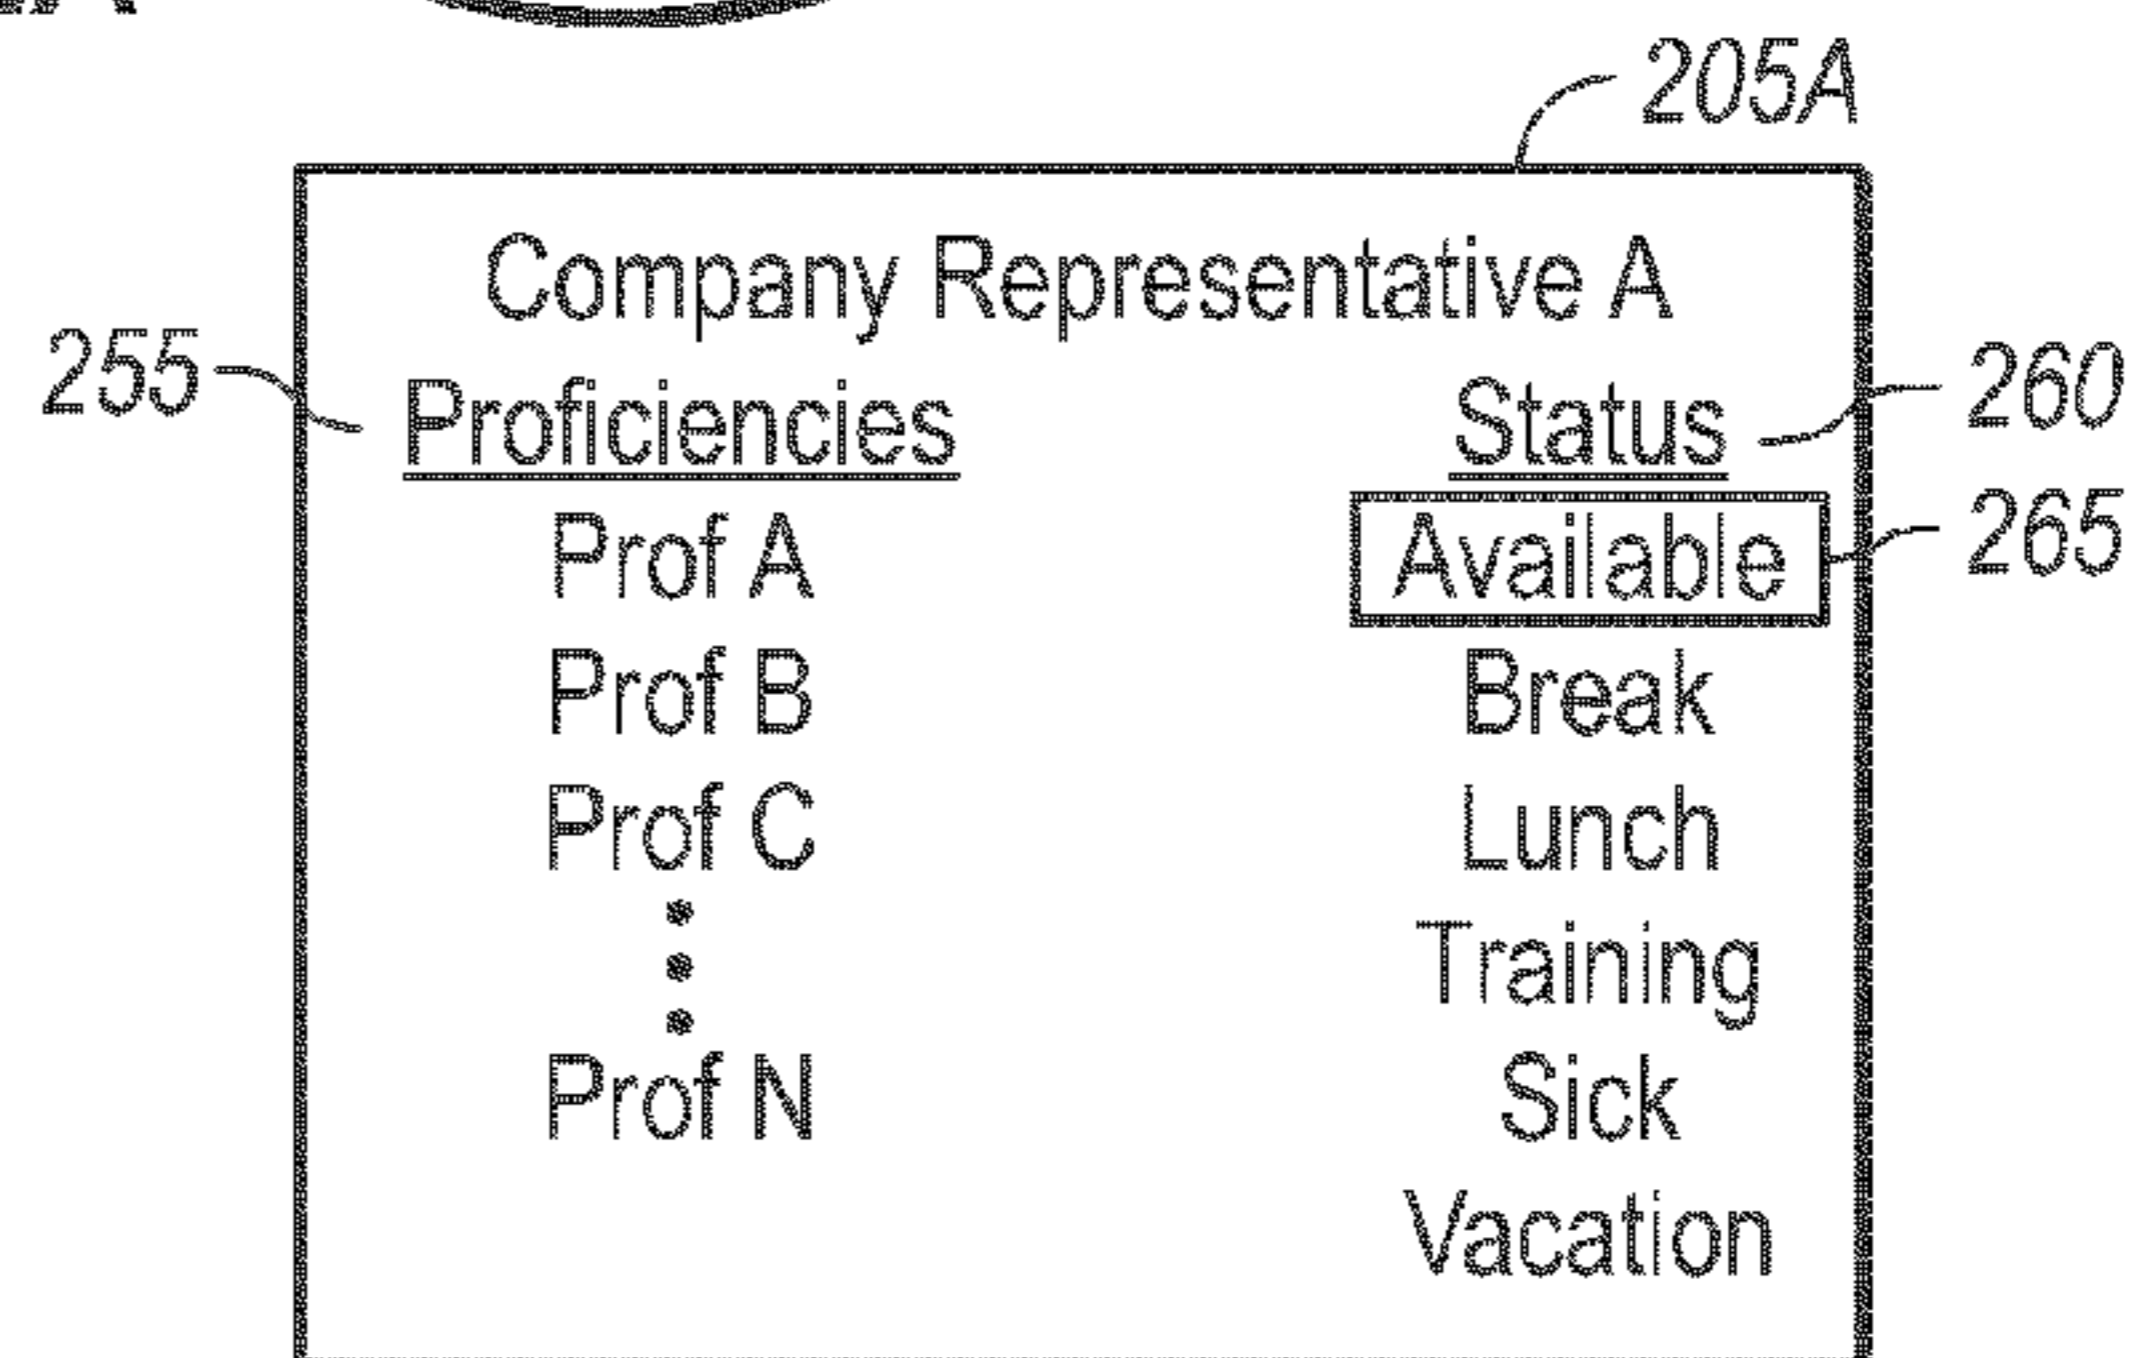 205A
Company Representative A
255 Proficiencies Status 260
Prof A Available 265
Prof B Break
Prof C Lunch
Training
Prof N Sick
Vacation